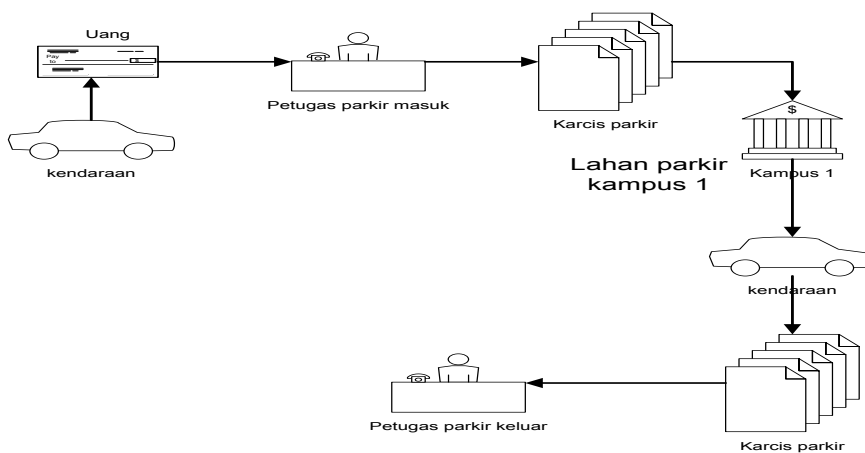 Uang
Pay
to
$
Petugas parkir masuk
Karcis parkir
kendaraan
$
Kampus 1
Lahan parkir
kampus 1
kendaraan
Petugas parkir keluar
Karcis parkir